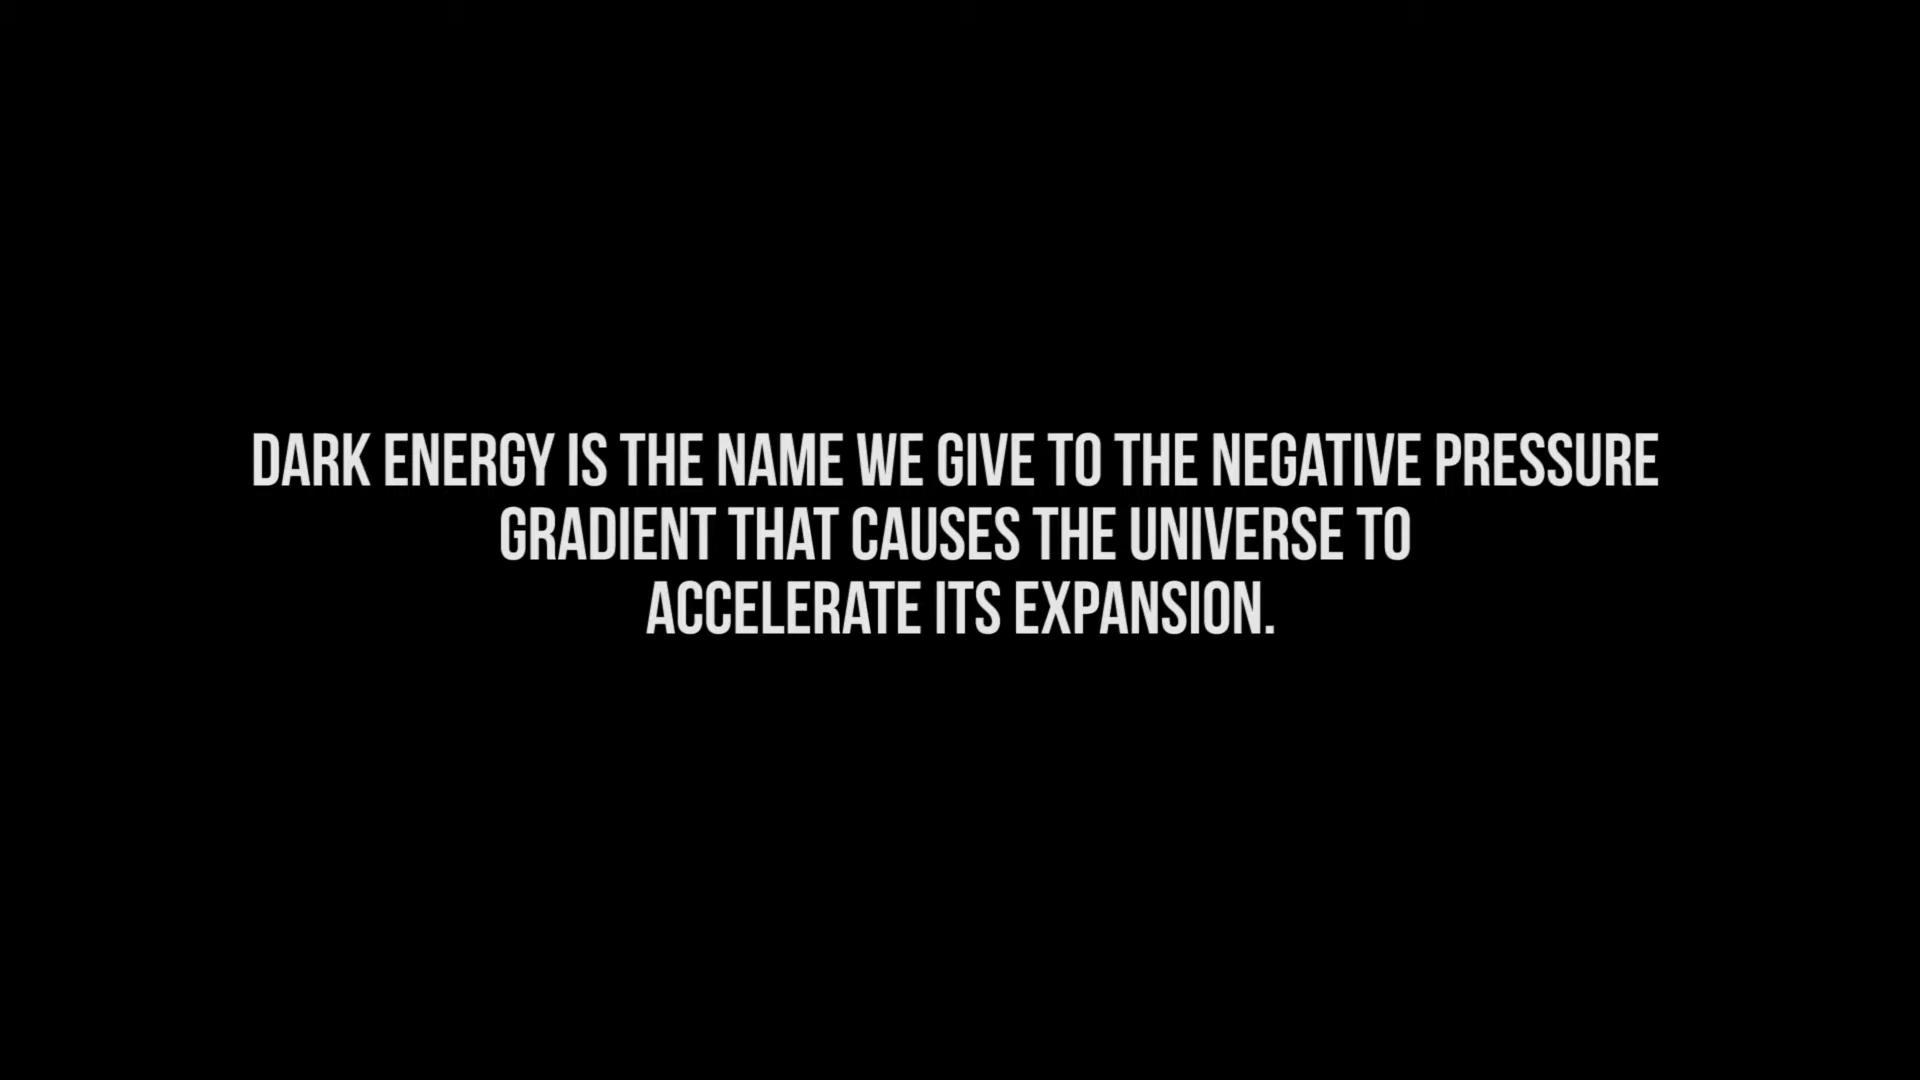 DARK ENERGY IS THE NAME WE GIVE TO THE NEGATIVE PRESSURE
GRADIENT THAT CAUSES THE UNIVERSE TO
ACCELERATE ITS EXPANSION.